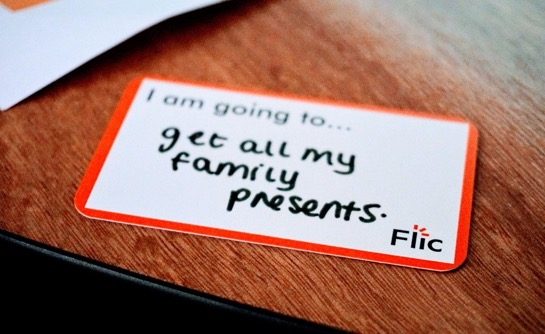 I am going to...
get all my
family
presents.
Flic